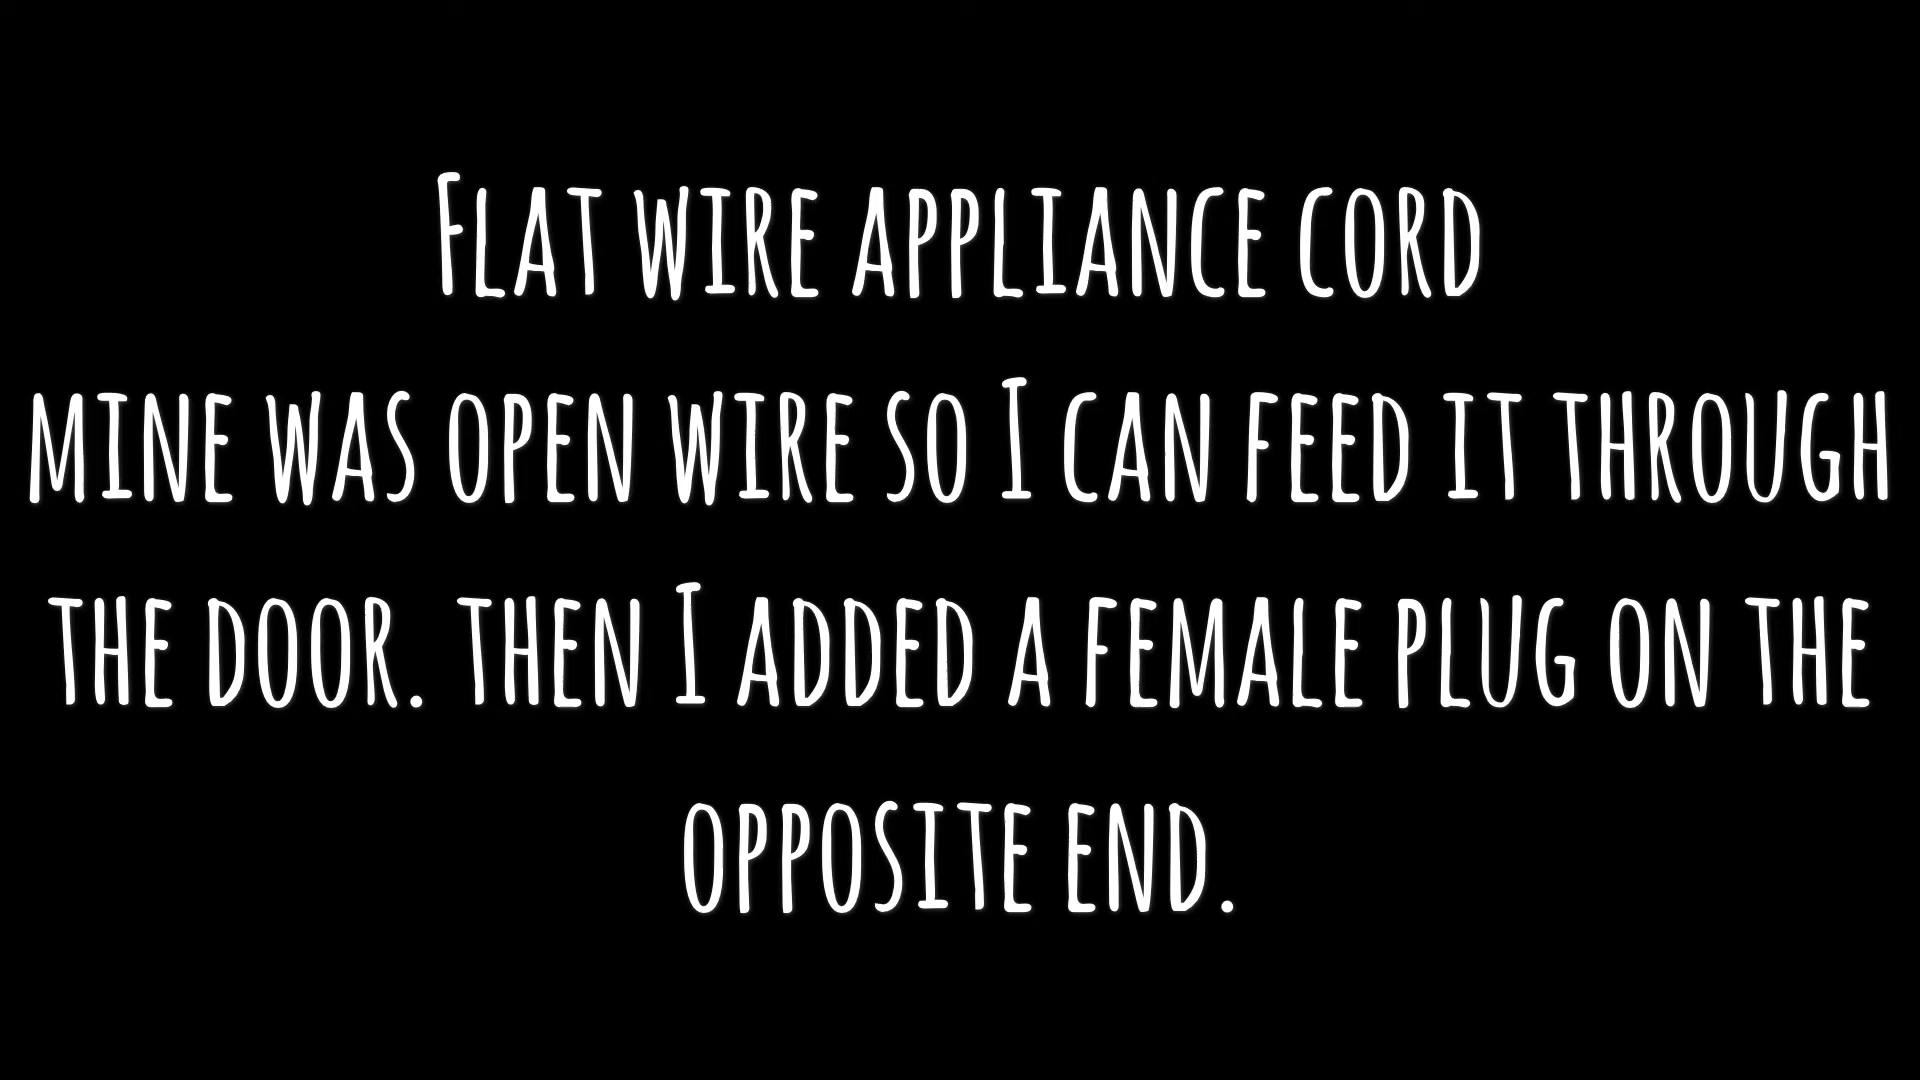 Flat wire appliance cord
mine was open wire so I can feed it through
the door. then I added a female plug on the
opposite end.